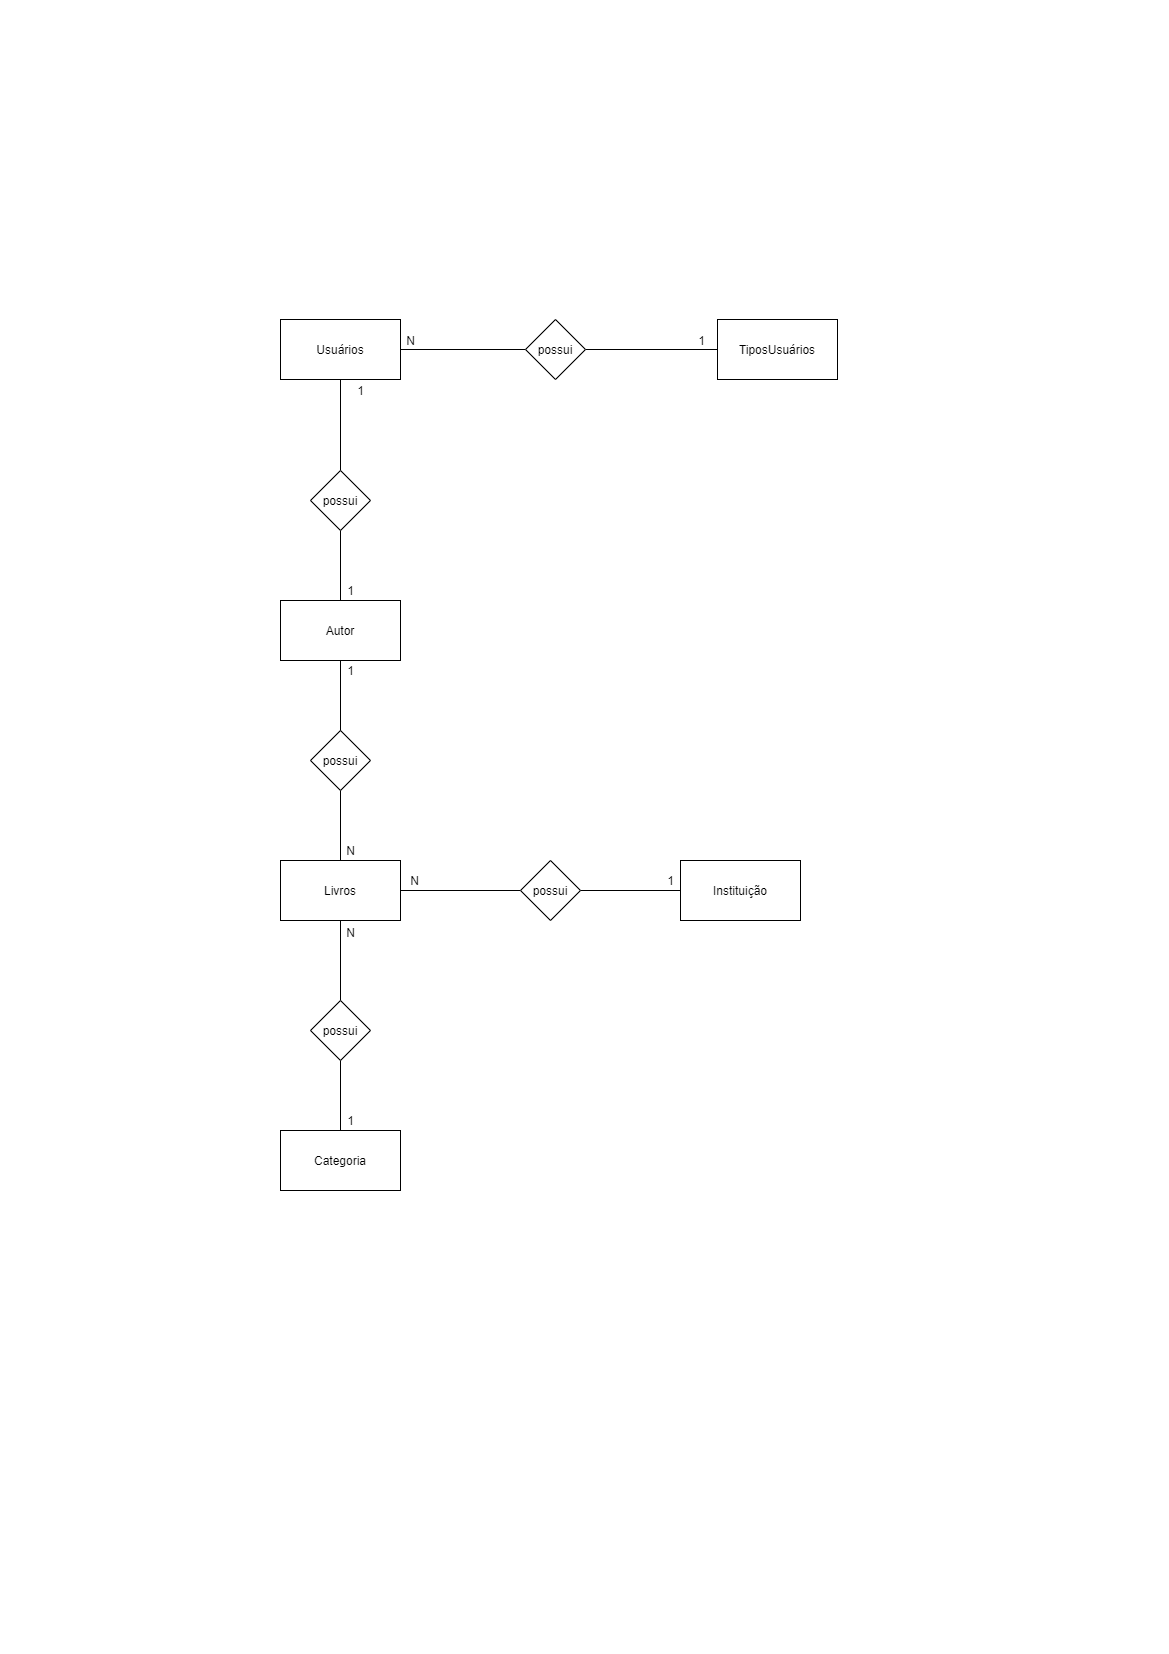 Usuários
N
possui
1
TiposUsuários
1
possui
1
Autor
1
possui
N
Livros
N
possui
1
Instituição
N
possui
1
Categoria